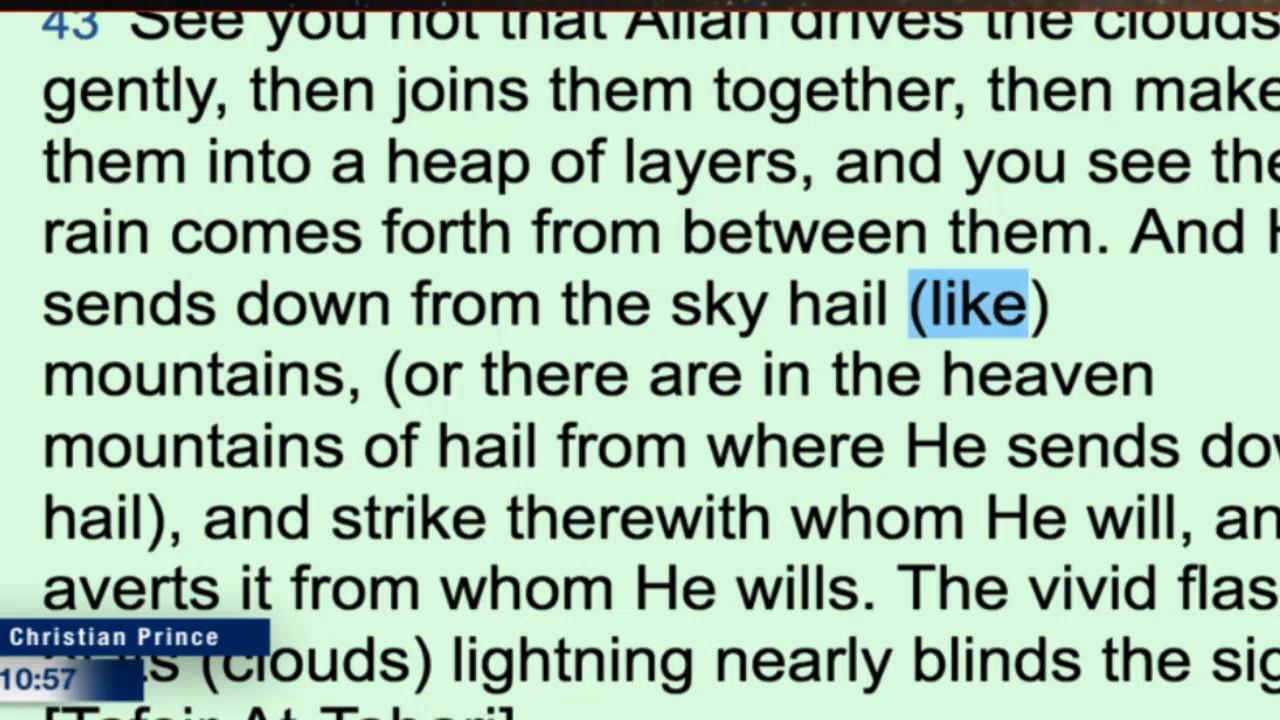 43 See you not that Allah drives the clouds
gently, then joins them together, then make
them into a heap of layers, and you see the
rain comes forth from between them. And H
sends down from the sky hail (like)
mountains, (or there are in the heaven
mountains of hail from where He sends dow
hail), and strike therewith whom He will, an
averts it from whom He wills. The vivid flas
(clouds) lightning nearly blinds the sig
[Tafsir At-Tabari]
Christian Prince
10:57